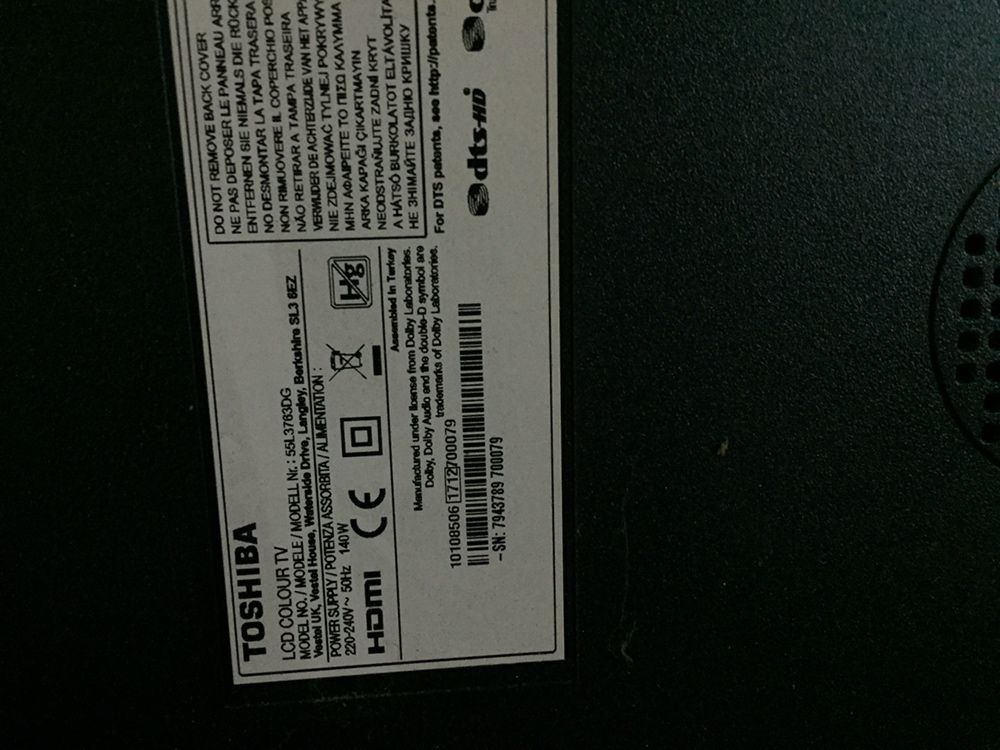 TOSHIBA
LCD COLOUR TV
MODEL NO. / MODELE / MODELL Nr.: 55L3763DG
Vestel UK, Vestel House, Waterside Drive, Langley, Berkshire SL3 6EZ
POWER SUPPLY / POTENZA ASSORBITA / ALIMENTATION :
220-240V~ 50Hz 140W
HDMI CE Hg
Assembled In Turkey
Manufactured under license from Dolby Laboratories.
Dolby, Dolby Audio and the double-D symbol are
trademarks of Dolby Laboratories.
10108506 1712 700079
– SN: 7943789 700079
DO NOT REMOVE BACK COVER
NE PAS DEPOSER LE PANNEAU ARR
ENTFERNEN SIE NIEMALS DIE RÜCK
NO DESMONTAR LA TAPA TRASERA
NON RIMUOVERE IL COPERCHIO POS
NÃO RETIRAR A TAMPA TRASEIRA
VERWIJDER DE ACHTERZIJDE VAN HET APP
NIE ZDEJMOWAĆ TYLNEJ POKRYWY
MHN ΑΦΑΙΡΕΙΤΕ ΤΟ ΠΙΣΩ ΚΑΛΥΜΜΑ
ARKA KAPAĞI ÇIKARTMAYIN
NEODSTRAŇUJTE ZADNÍ KRYT
A HÁTSÓ BURKOLATOT ELTÁVOLÍTA
НЕ ЗНІМАЙТЕ ЗАДНЮ КРИШКУ
For DTS patents, see http://patents.
dts-HD